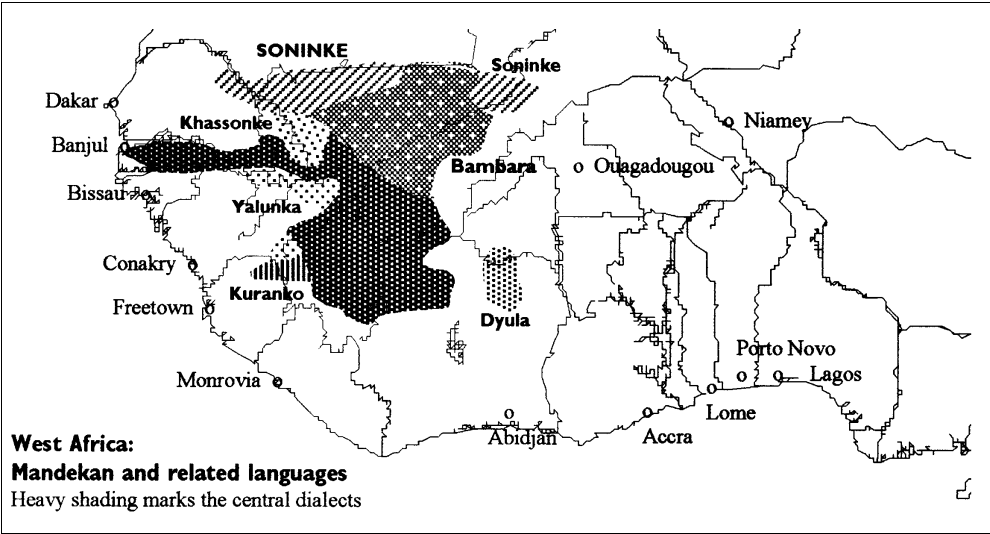 SONINKE
Soninke
Dakar
Khassonke
Niamey
Banjul
Bambara
Ouagadougou
Bissau
Yalunka
Conakry
Kuranko
Freetown
Dyula
Porto Novo
Monrovia
Lagos
Lome
Abidjan
Accra
West Africa:
Mandekan and related languages
Heavy shading marks the central dialects